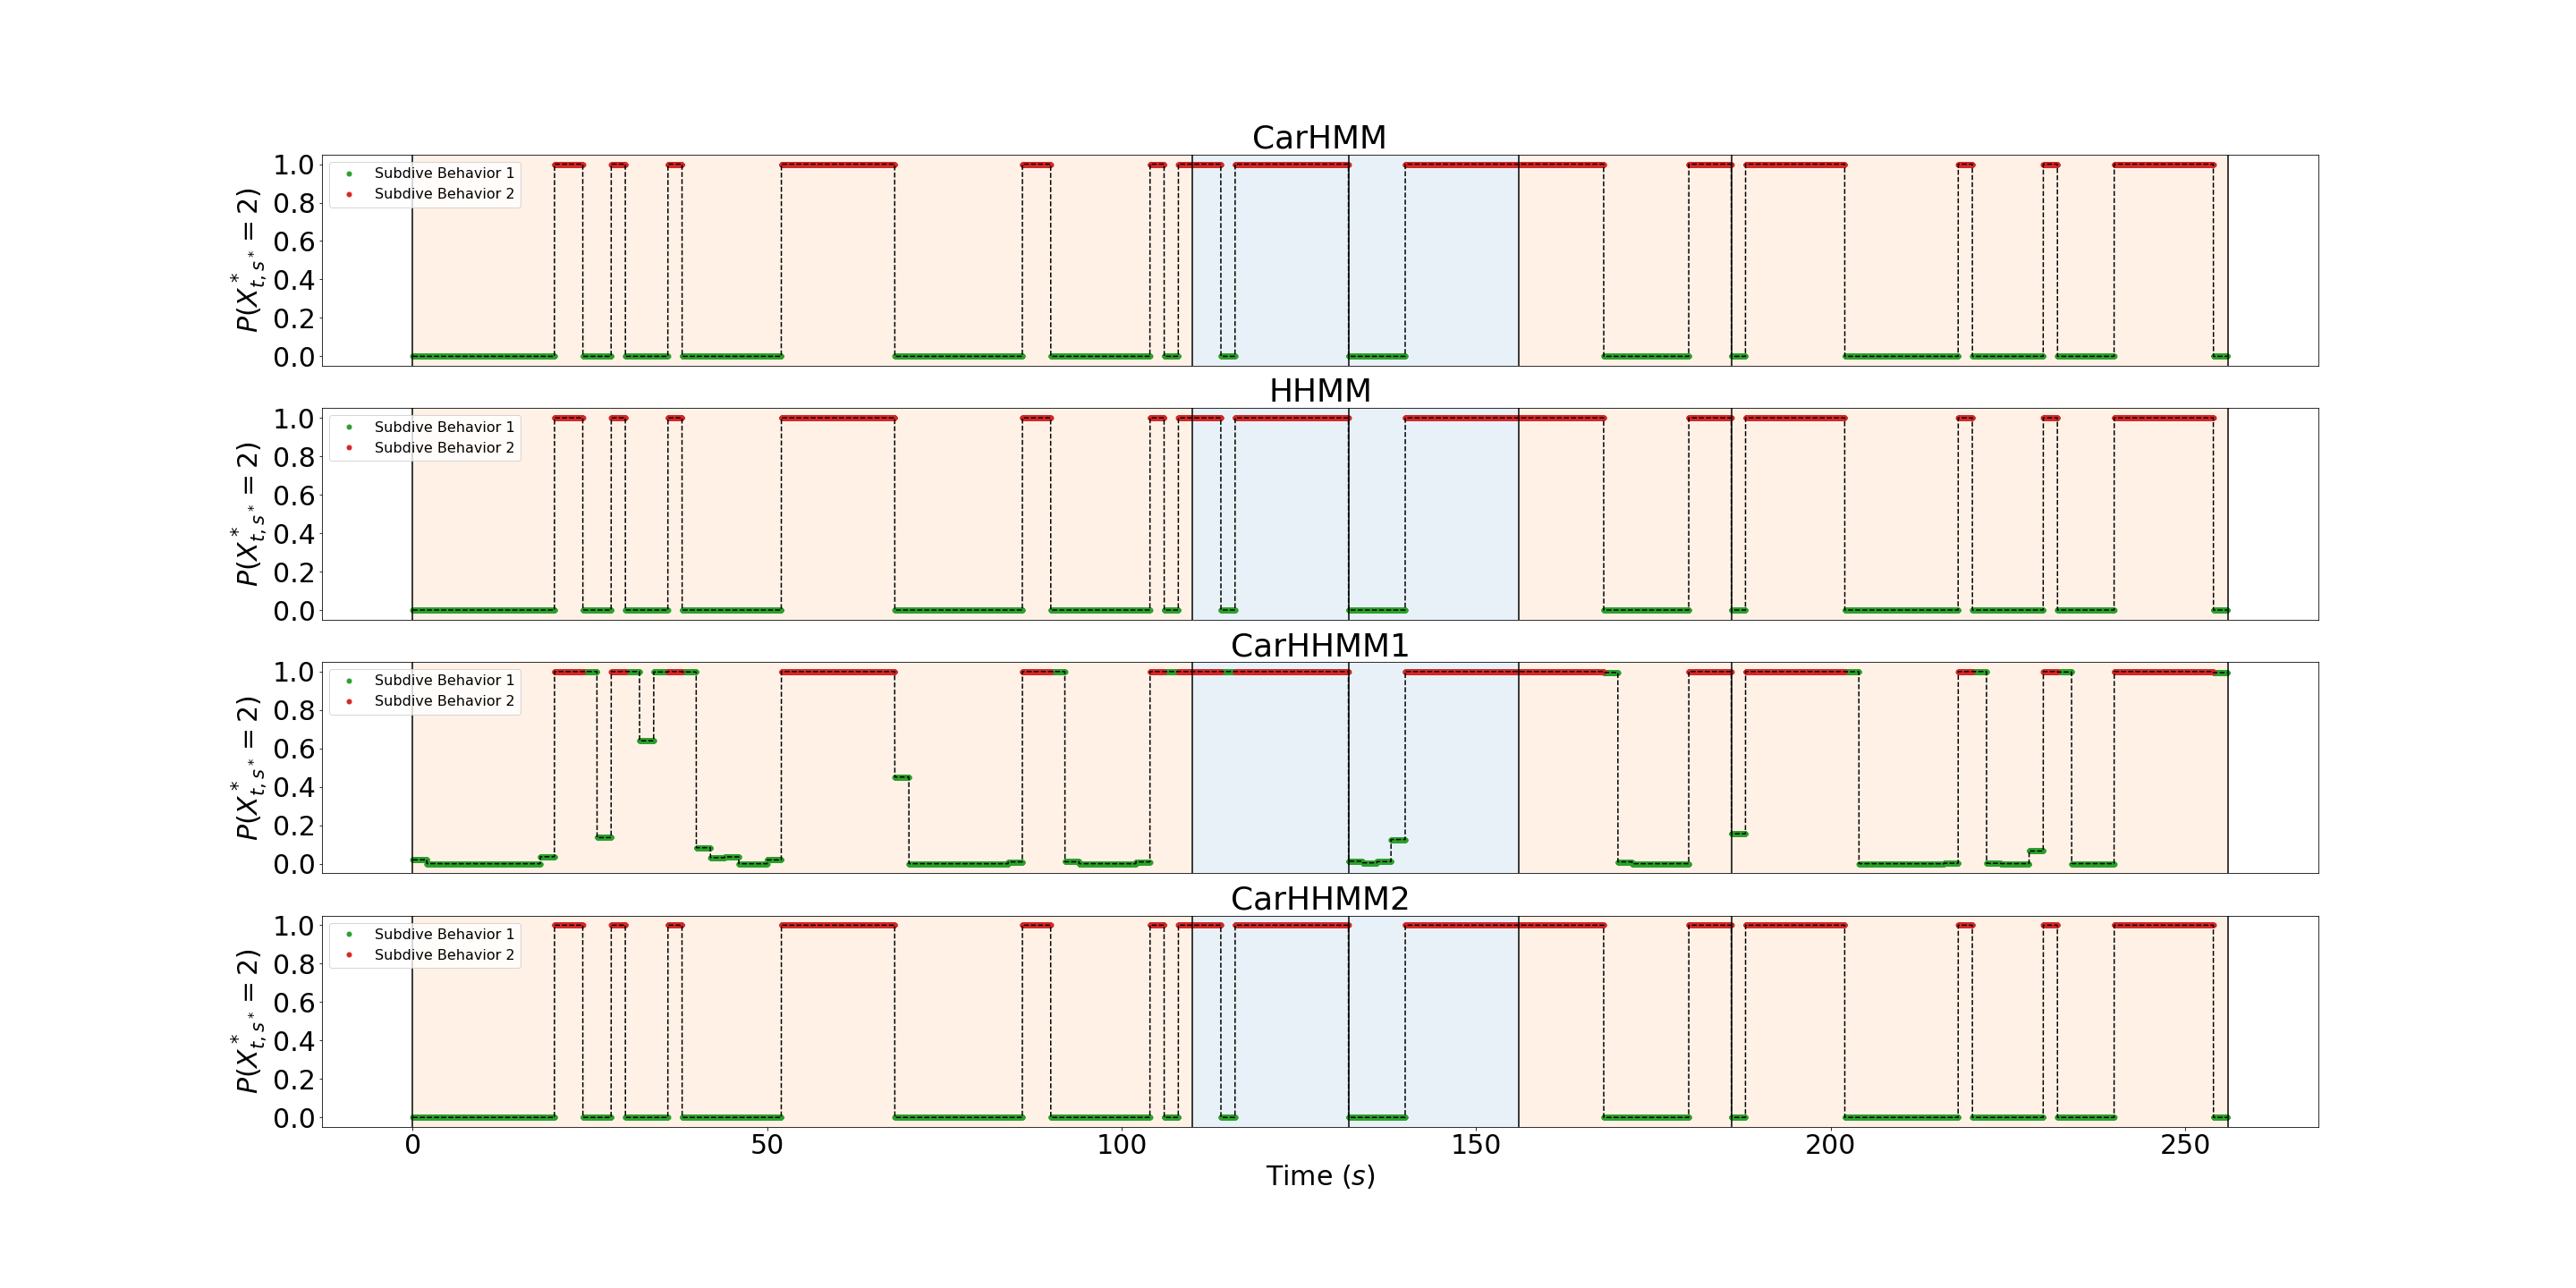 CarHMM
1.0
0.8
0.6
0.4
0.2
0.0
P(X*t,s* = 2)
Subdive Behavior 1
Subdive Behavior 2
HHMM
1.0
0.8
0.6
0.4
0.2
0.0
P(X*t,s* = 2)
Subdive Behavior 1
Subdive Behavior 2
CarHHMM1
1.0
0.8
0.6
0.4
0.2
0.0
P(X*t,s* = 2)
Subdive Behavior 1
Subdive Behavior 2
CarHHMM2
1.0
0.8
0.6
0.4
0.2
0.0
P(X*t,s* = 2)
Subdive Behavior 1
Subdive Behavior 2
0 50 100 150 200 250
Time (s)